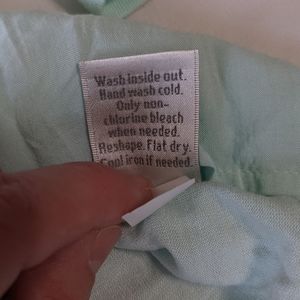 Wash inside out.
Hand wash cold.
Only non-
chlorine bleach
when needed.
Reshape. Flat dry.
Cool iron if needed.